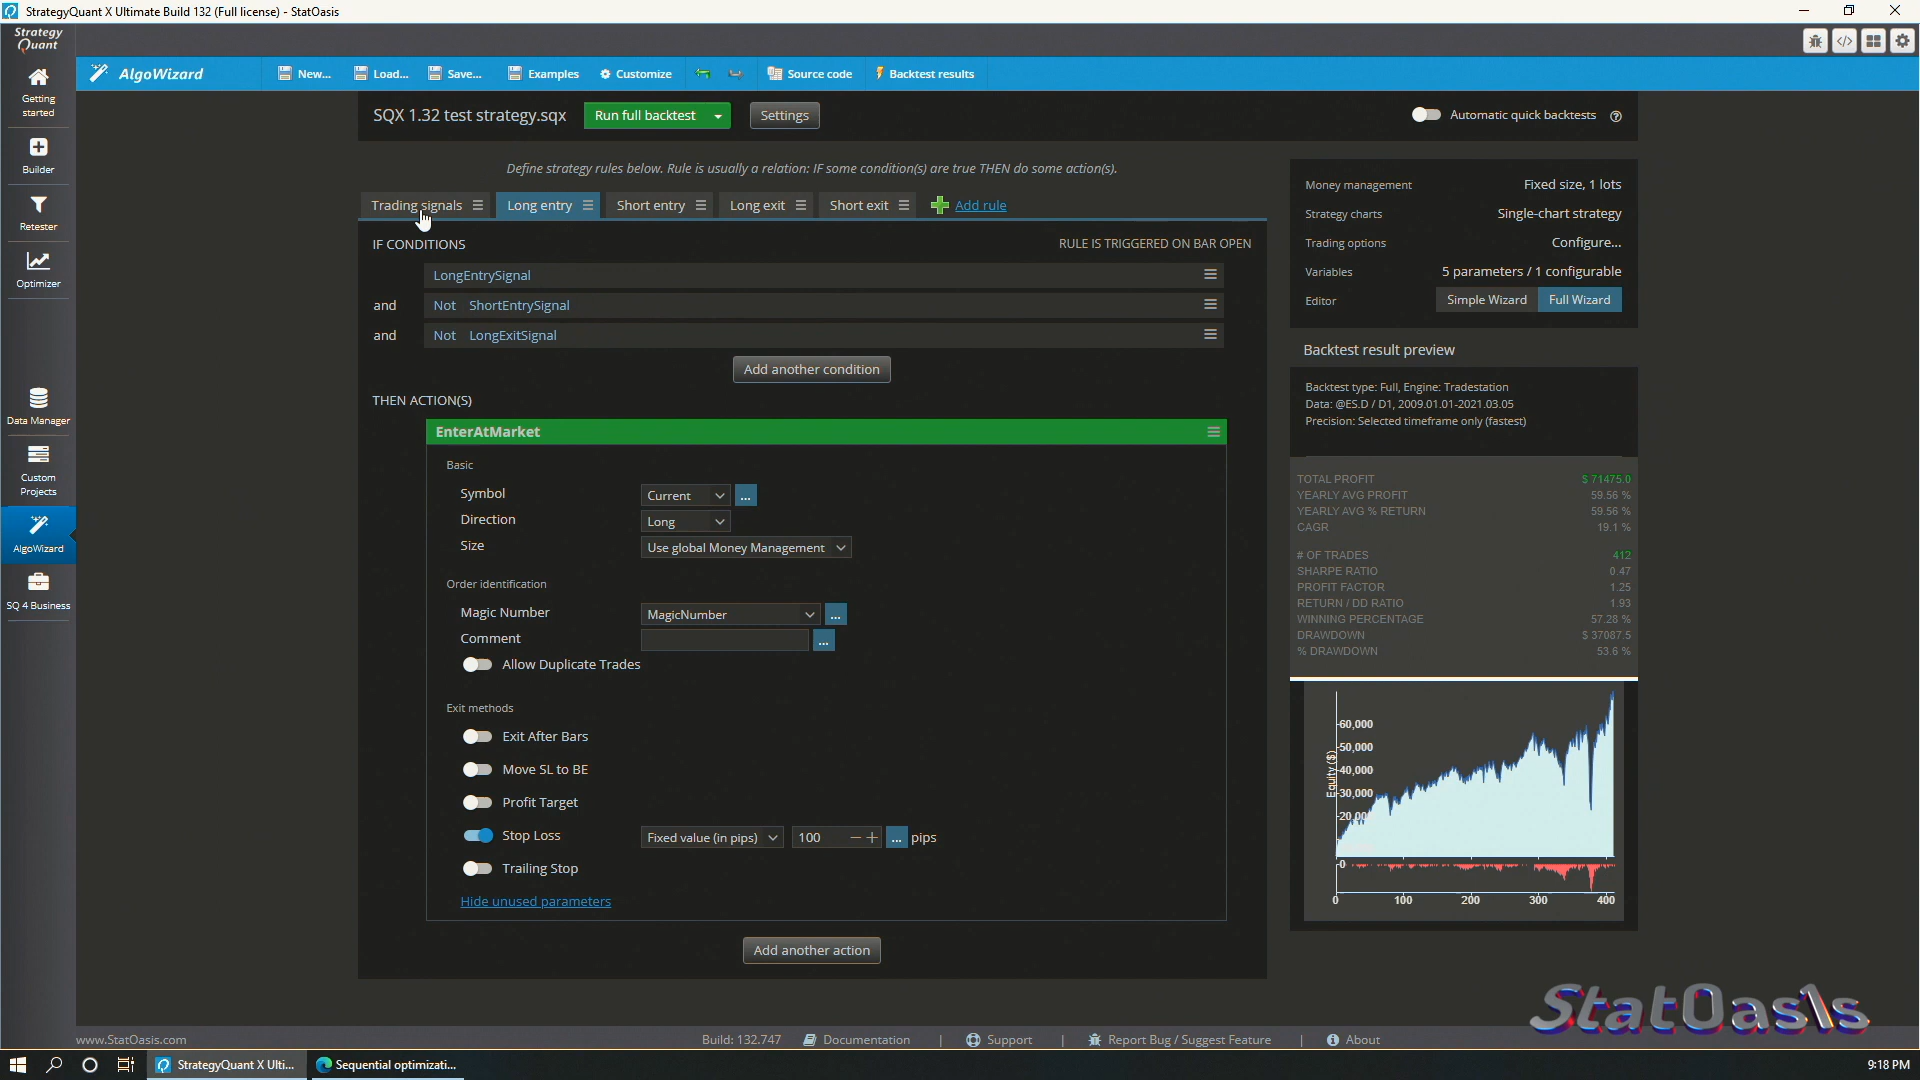 StrategyQuant X Ultimate Build 132 (Full license) - StatOasis
Strategy
Quant
AlgoWizard
New...
Load...
Save...
Examples
Customize
Source code
Backtest results
Getting
started
Builder
Retester
Optimizer
Data Manager
Custom
Projects
AlgoWizard
SQ 4 Business
SQX 1.32 test strategy.sqx
Run full backtest
Settings
Automatic quick backtests
Define strategy rules below. Rule is usually a relation: IF some condition(s) are true THEN do some action(s).
Trading signals
Long entry
Short entry
Long exit
Short exit
Add rule
IF CONDITIONS
RULE IS TRIGGERED ON BAR OPEN
LongEntrySignal
and Not ShortEntrySignal
and Not LongExitSignal
Add another condition
THEN ACTION(S)
EnterAtMarket
Basic
Symbol Current ...
Direction Long
Size Use global Money Management
Order identification
Magic Number MagicNumber ...
Comment ...
Allow Duplicate Trades
Exit methods
Exit After Bars
Move SL to BE
Profit Target
Stop Loss Fixed value (in pips) 100 ... pips
Trailing Stop
Hide unused parameters
Add another action
Money management Fixed size, 1 lots
Strategy charts Single-chart strategy
Trading options Configure...
Variables 5 parameters / 1 configurable
Editor Simple Wizard Full Wizard
Backtest result preview
Backtest type: Full, Engine: Tradestation
Data: @ES.D / D1, 2009.01.01-2021.03.05
Precision: Selected timeframe only (fastest)
TOTAL PROFIT $ 71475.0
YEARLY AVG PROFIT 59.56 %
YEARLY AVG % RETURN 59.56 %
CAGR 19.1 %
# OF TRADES 412
SHARPE RATIO 0.47
PROFIT FACTOR 1.25
RETURN / DD RATIO 1.93
WINNING PERCENTAGE 57.28 %
DRAWDOWN $ 37087.5
% DRAWDOWN 53.6 %
Equity ($)
60,000
50,000
40,000
30,000
0
0 100 200 300 400
StatOasis
www.StatOasis.com
Build: 132.747
Documentation
Support
Report Bug / Suggest Feature
About
StrategyQuant X Ulti...
Sequential optimizati...
9:18 PM